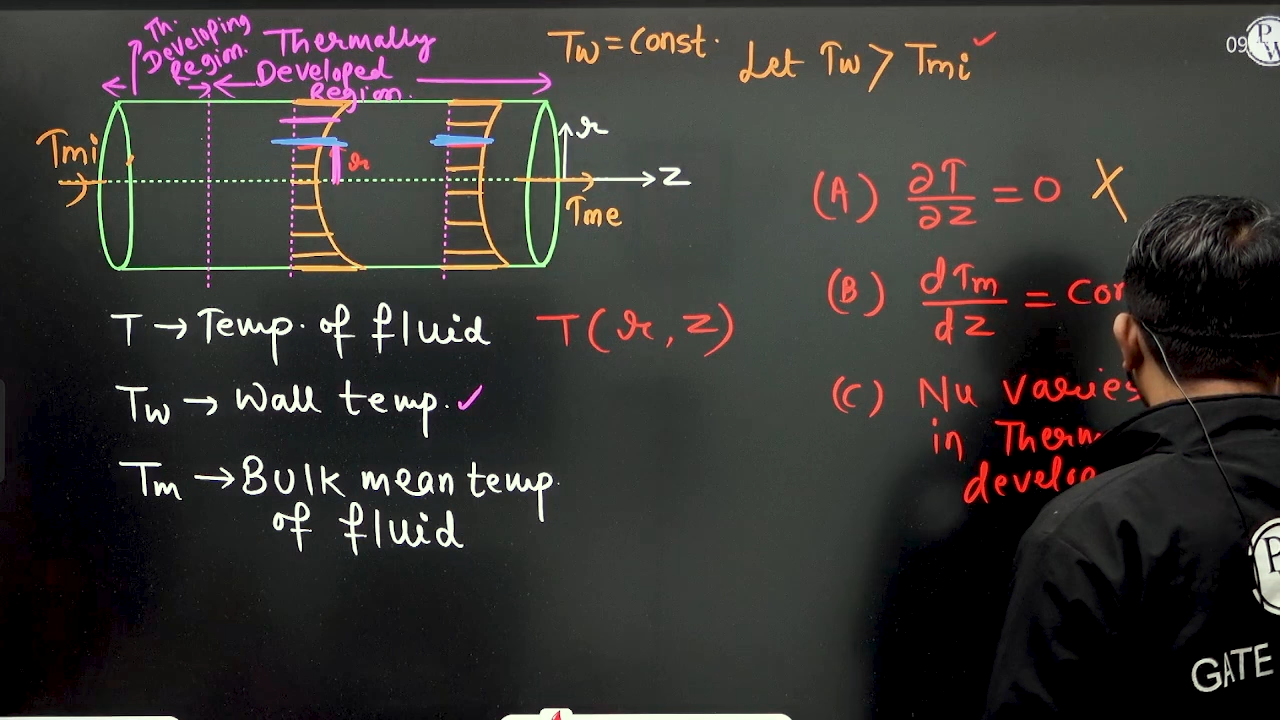 Th.
Developing
Region.
Thermally
Developed
Region.
Tw = Const.
Let Tw > Tmi ✓
09
Tmi
r
r
Z
Tme
(A) ∂T/∂z = 0 X
(B) dTm/dz =
T → Temp. of fluid
T(r, z)
Tw → Wall temp. ✓
(C) Nu varies
in
Tm → Bulk mean temp.
of fluid
P
GATE